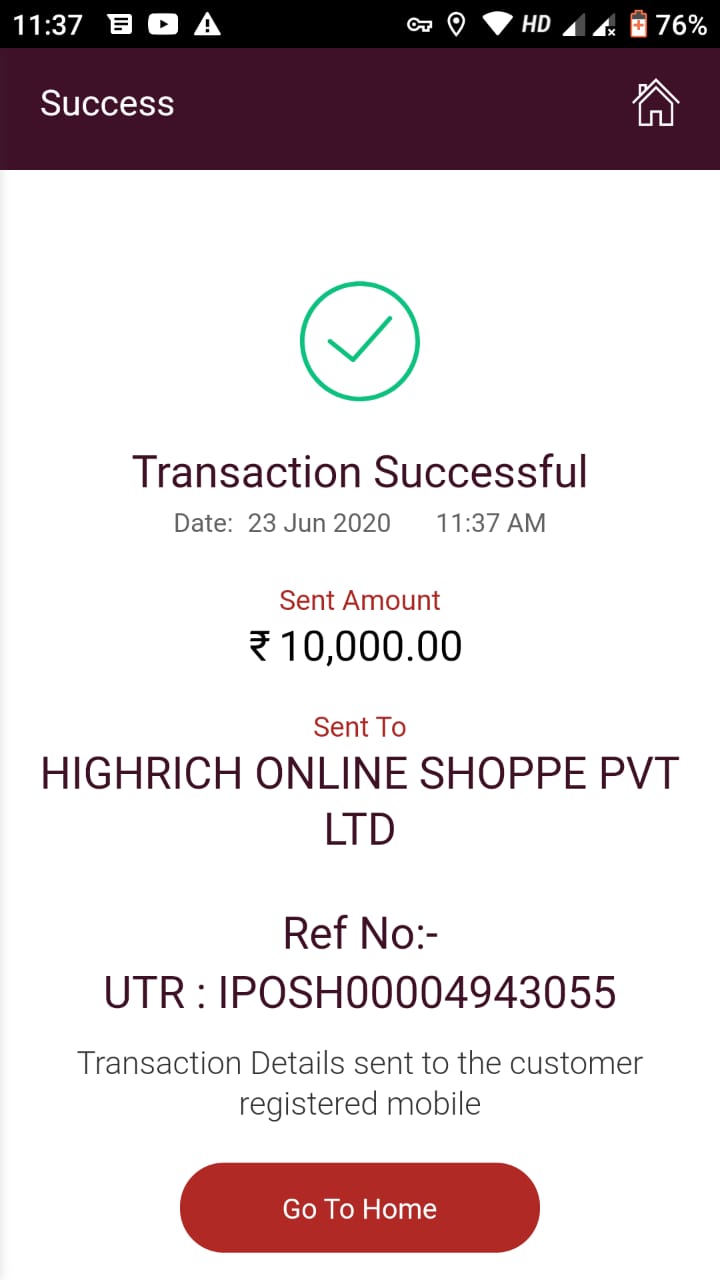 11:37 HD 76%
Success
Transaction Successful
Date: 23 Jun 2020 11:37 AM
Sent Amount
₹ 10,000.00
Sent To
HIGHRICH ONLINE SHOPPE PVT
LTD
Ref No:-
UTR : IPOSH00004943055
Transaction Details sent to the customer
registered mobile
Go To Home